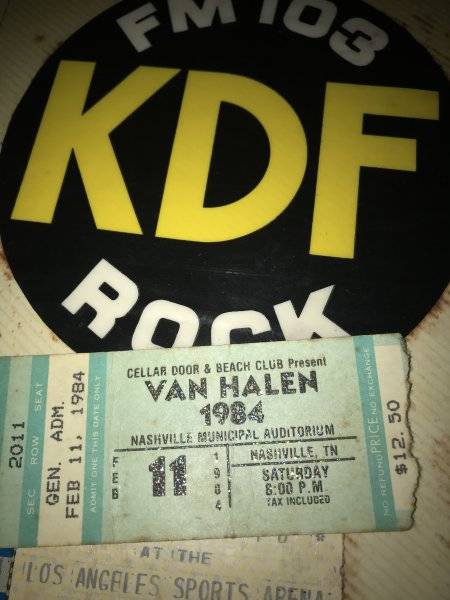 FM 103
KDF
ROCK
2011
SEC ROW SEAT
GEN. ADM.
FEB 11, 1984
ADMIT ONE THIS DATE ONLY
CELLAR DOOR & BEACH CLUB Present
VAN HALEN
1984
NASHVILLE MUNICIPAL AUDITORIUM
FEB 11 1984
NASHVILLE, TN
SATURDAY
8:00 P.M
TAX INCLUDED
NO REFUND PRICE NO EXCHANGE
$12.50
AT THE
LOS ANGELES SPORTS ARENA